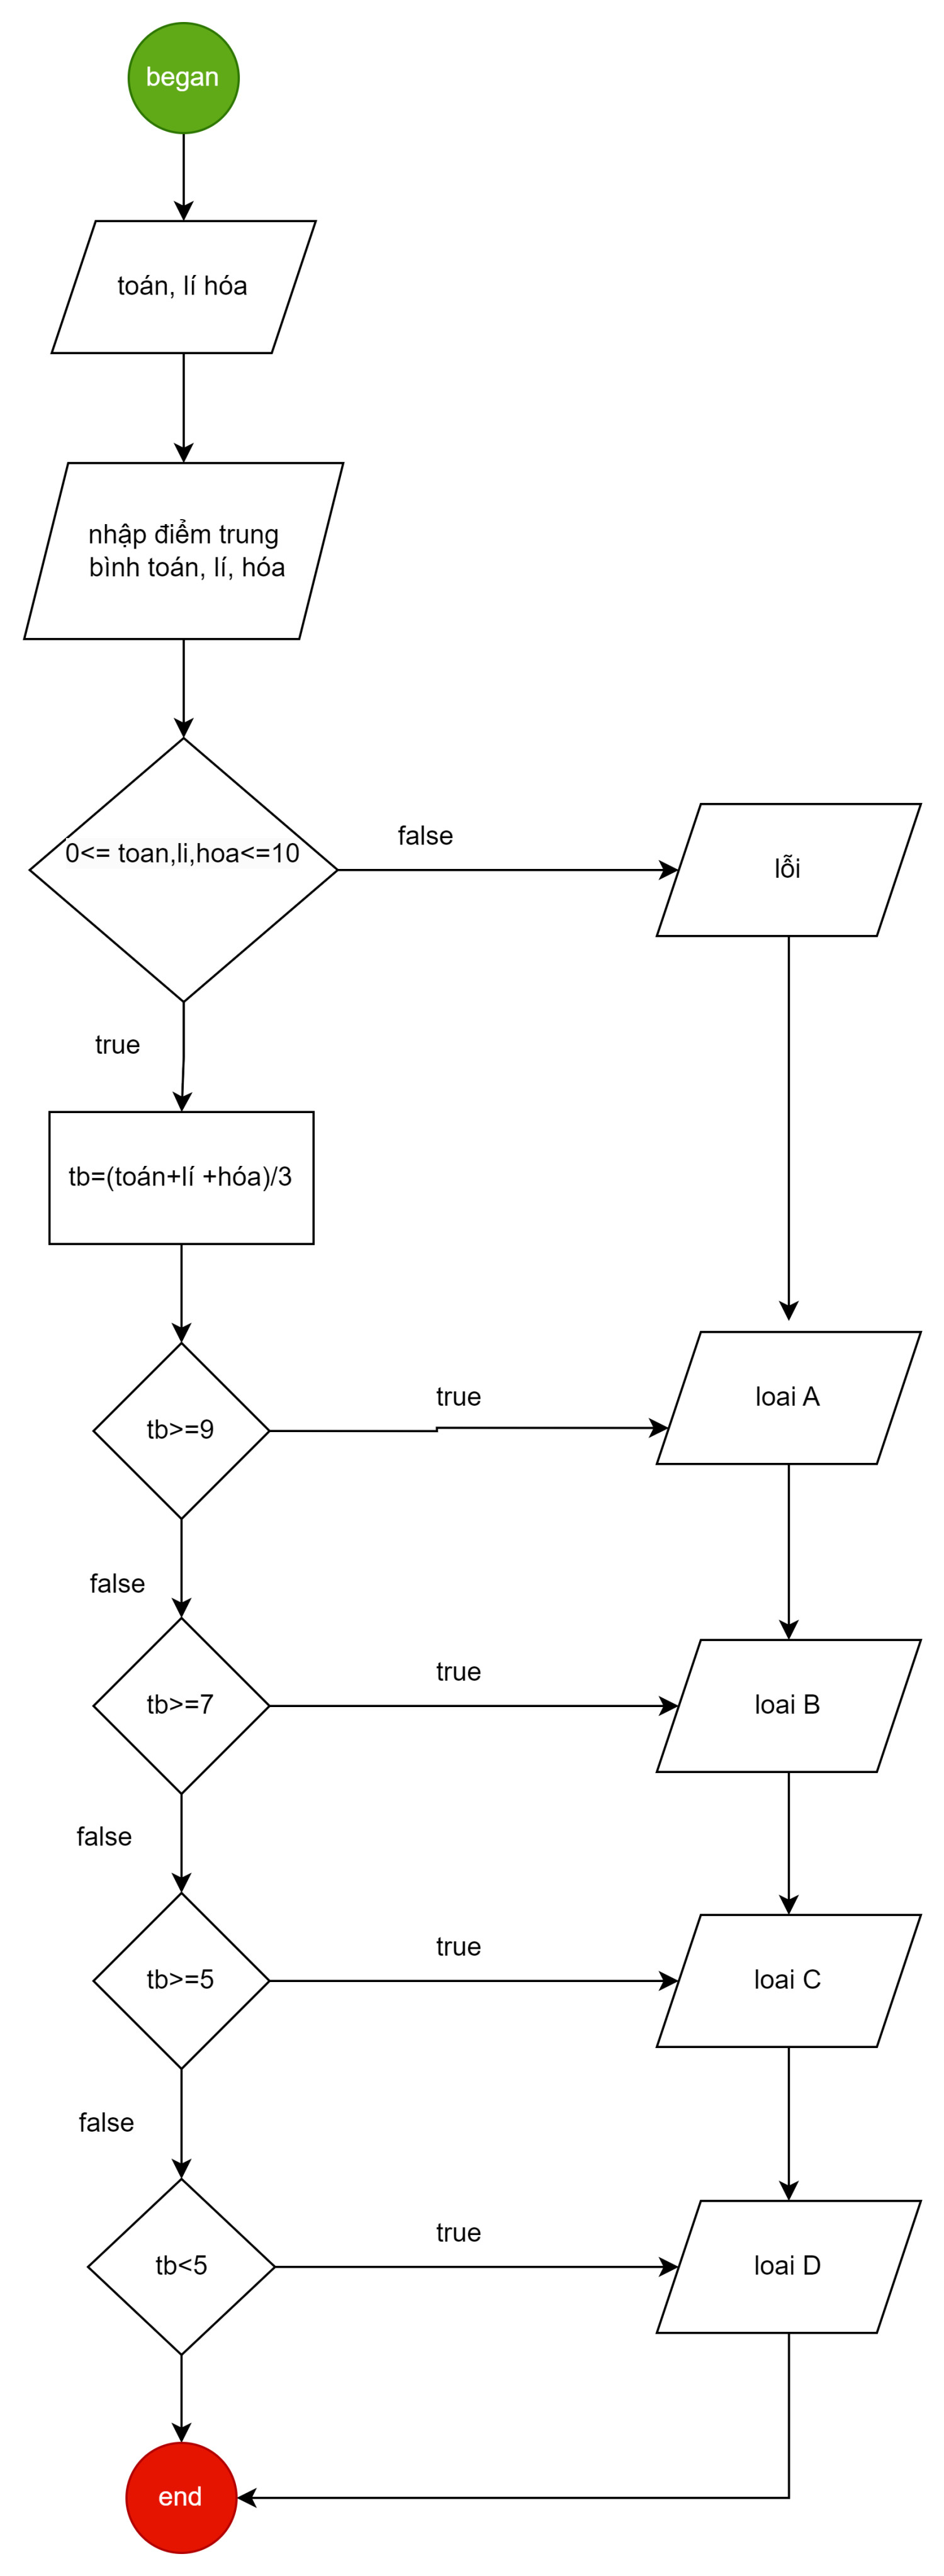 began
toán, lí hóa
nhập điểm trung
bình toán, lí, hóa
0<= toan,li,hoa<=10
false
lỗi
true
tb=(toán+lí +hóa)/3
tb>=9
true
loai A
false
tb>=7
true
loai B
false
tb>=5
true
loai C
false
tb<5
true
loai D
end